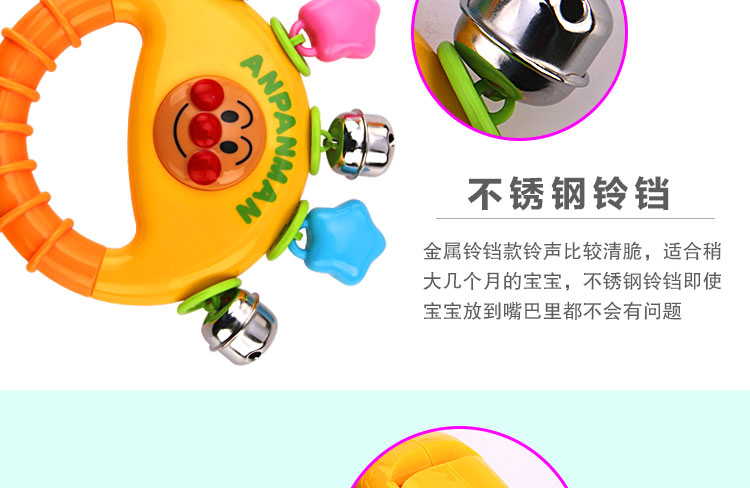 ANPANMAN
不锈钢铃铛
金属铃铛款铃声比较清脆，适合稍
大几个月的宝宝，不锈钢铃铛即使
宝宝放到嘴巴里都不会有问题